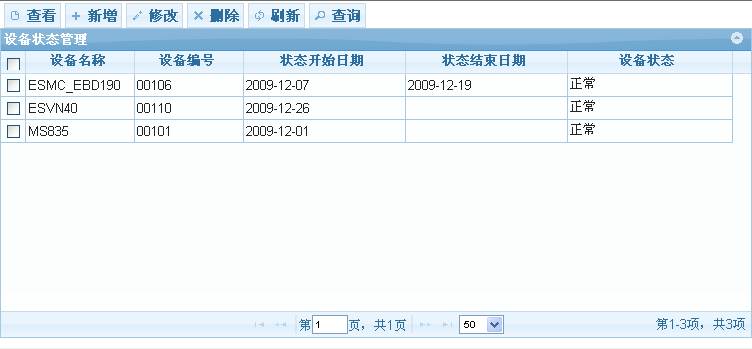 查看 新增 修改 删除 刷新 查询
设备状态管理
设备名称 设备编号 状态开始日期 状态结束日期 设备状态
ESMC_EBD190 00106 2009-12-07 2009-12-19 正常
ESVN40 00110 2009-12-26 正常
MS835 00101 2009-12-01 正常
第 1 页，共1页 50 第1-3项，共3项